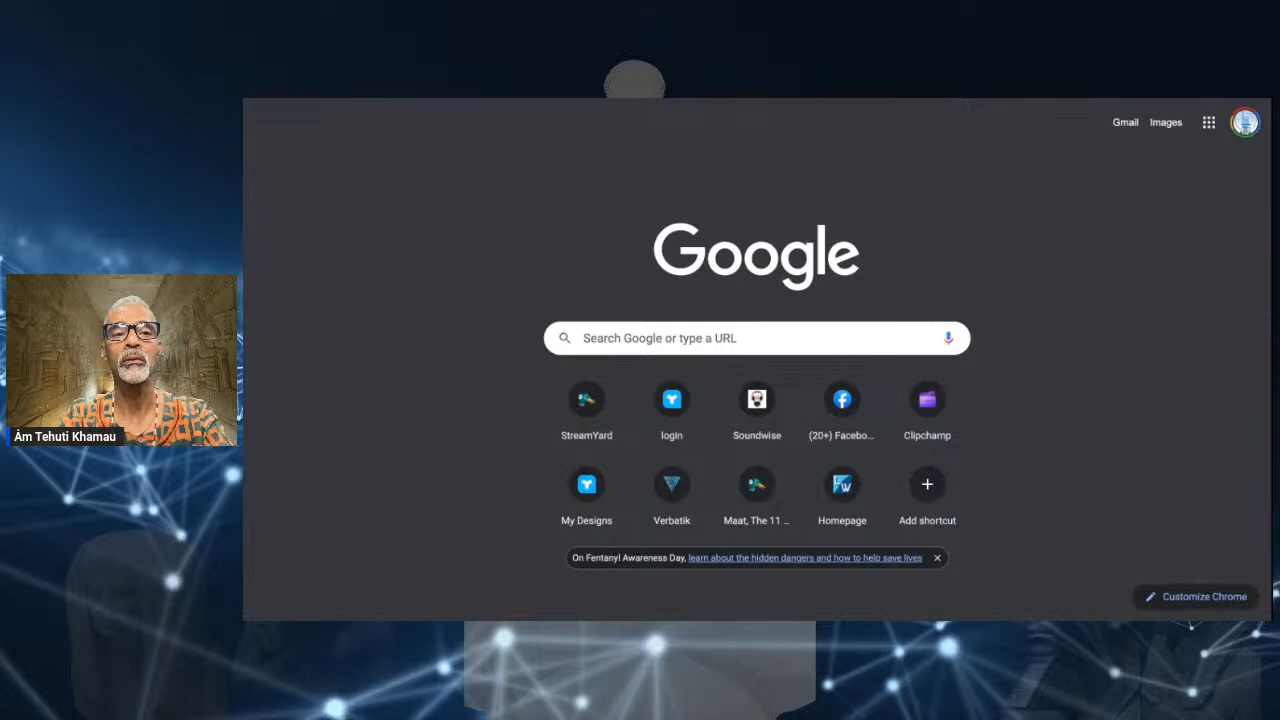 Gmail Images
Google
Search Google or type a URL
StreamYard login Soundwise (20+) Facebo... Clipchamp
My Designs Verbatik Maat, The 11 ... Homepage Add shortcut
On Fentanyl Awareness Day, learn about the hidden dangers and how to help save lives
Customize Chrome
Âm Tehuti Khamau